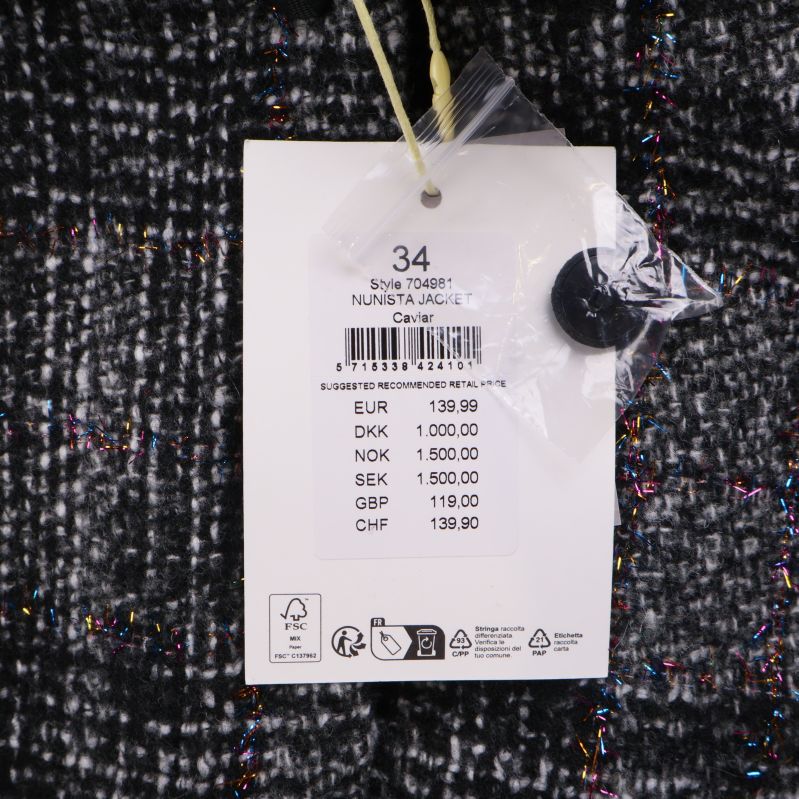 34
Style 704981
NUNISTA JACKET
Caviar
5 715339 424101
SUGGESTED RECOMMENDED RETAIL PRICE
EUR 139,99
DKK 1.000,00
NOK 1.500,00
SEK 1.500,00
GBP 119,00
CHF 139,90
FSC
MIX
Paper
FSC™ C137962
FR
93
C/PP
Stringa raccolta
differenziata.
Verifica le
disposizioni del
tuo comune.
21
PAP
Etichetta
raccolta
carta